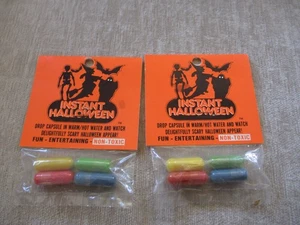 INSTANT
HALLOWEEN
DROP CAPSULE IN WARM/HOT WATER AND WATCH
DELIGHTFULLY SCARY HALLOWEEN APPEAR!
FUN - ENTERTAINING - NON-TOXIC
INSTANT
HALLOWEEN
DROP CAPSULE IN WARM/HOT WATER AND WATCH
DELIGHTFULLY SCARY HALLOWEEN APPEAR!
FUN - ENTERTAINING - NON-TOXIC